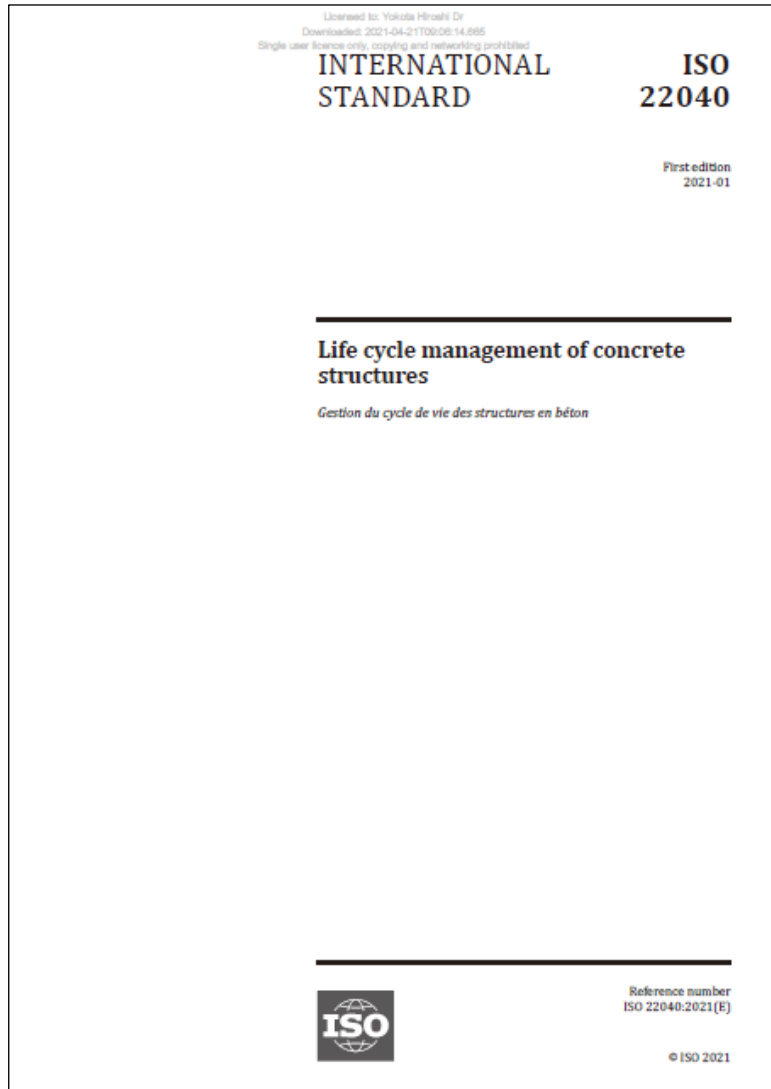 Licensed to: Yokota Hiroshi Dr
Downloaded: 2021-04-21T09:06:14.665
Single user licence only, copying and networking prohibited
INTERNATIONAL STANDARD
ISO 22040
First edition
2021-01
Life cycle management of concrete
structures
Gestion du cycle de vie des structures en béton
ISO
Reference number
ISO 22040:2021(E)
© ISO 2021